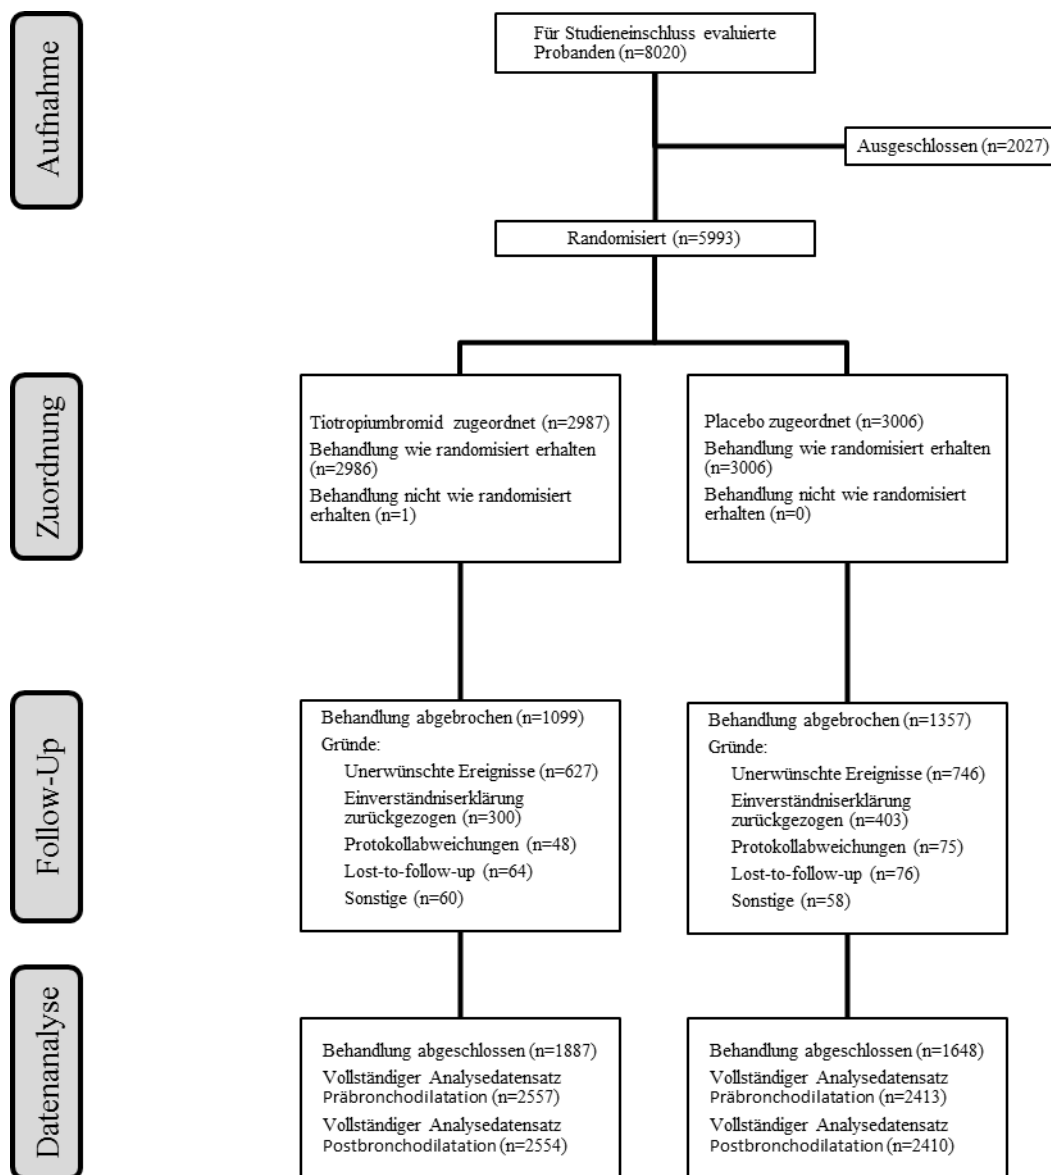 Aufnahme
Für Studieneinschluss evaluierte
Probanden (n=8020)
Ausgeschlossen (n=2027)
Randomisiert (n=5993)
Zuordnung
Tiotropiumbromid zugeordnet (n=2987)
Behandlung wie randomisiert erhalten
(n=2986)
Behandlung nicht wie randomisiert
erhalten (n=1)
Placebo zugeordnet (n=3006)
Behandlung wie randomisiert erhalten
(n=3006)
Behandlung nicht wie randomisiert
erhalten (n=0)
Follow-Up
Behandlung abgebrochen (n=1099)
Gründe:
Unerwünschte Ereignisse (n=627)
Einverständniserklärung
zurückgezogen (n=300)
Protokollabweichungen (n=48)
Lost-to-follow-up (n=64)
Sonstige (n=60)
Behandlung abgebrochen (n=1357)
Gründe:
Unerwünschte Ereignisse (n=746)
Einverständniserklärung
zurückgezogen (n=403)
Protokollabweichungen (n=75)
Lost-to-follow-up (n=76)
Sonstige (n=58)
Datenanalyse
Behandlung abgeschlossen (n=1887)
Vollständiger Analysedatensatz
Präbronchodilatation (n=2557)
Vollständiger Analysedatensatz
Postbronchodilatation (n=2554)
Behandlung abgeschlossen (n=1648)
Vollständiger Analysedatensatz
Präbronchodilatation (n=2413)
Vollständiger Analysedatensatz
Postbronchodilatation (n=2410)